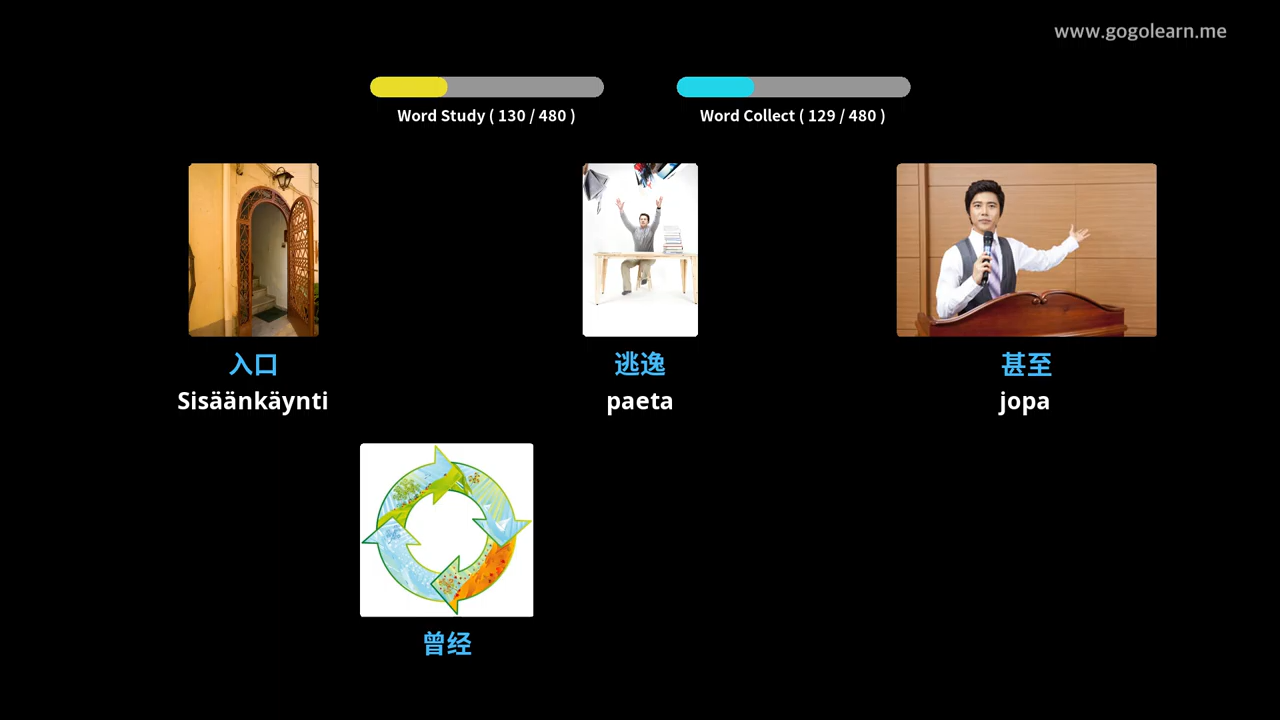 www.gogolearn.me
Word Study ( 130 / 480 )
Word Collect ( 129 / 480 )
入口
Sisäänkäynti
逃逸
paeta
甚至
jopa
曾经